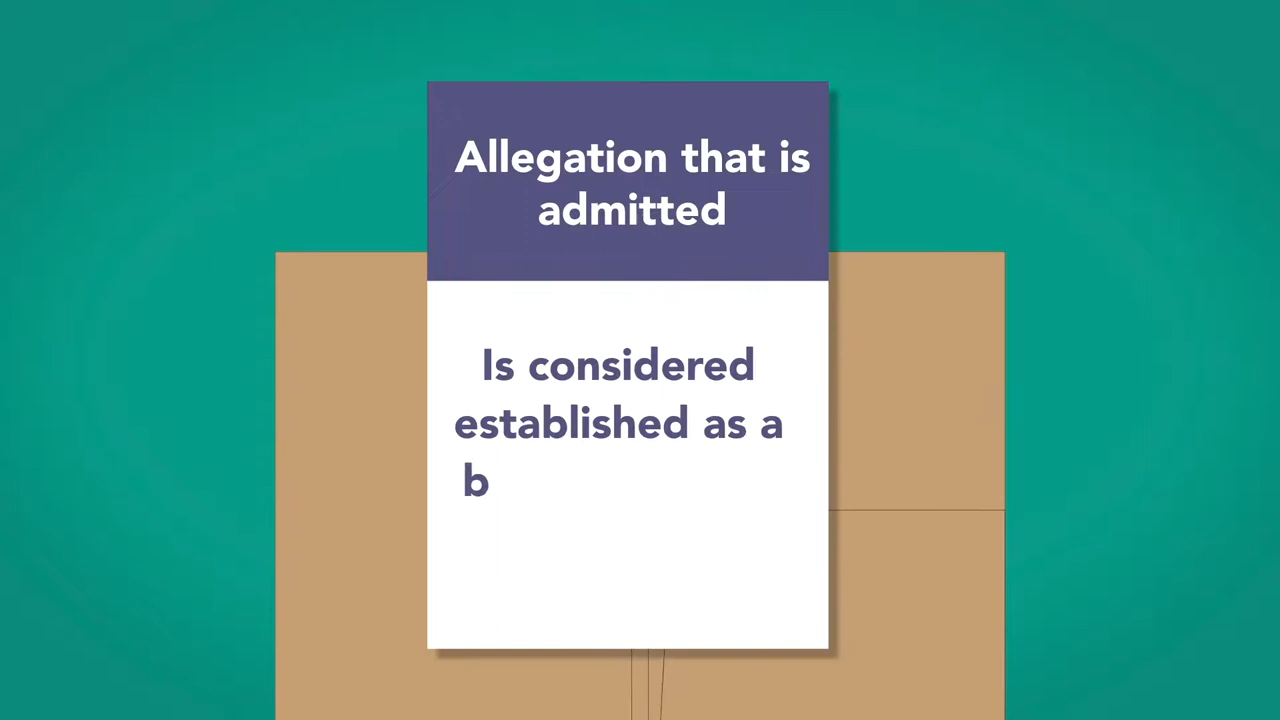 Allegation that is
admitted
Is considered
established as a
b